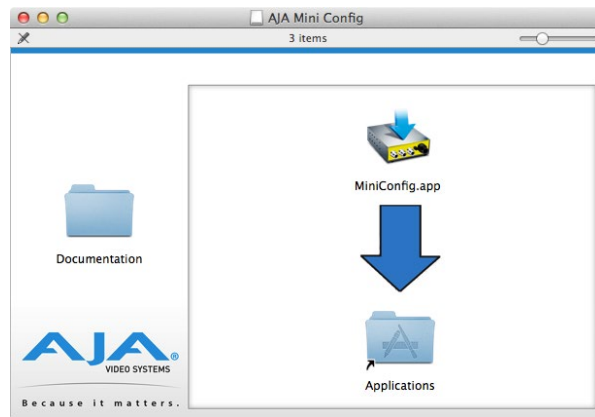 AJA Mini Config
3 items
MiniConfig.app
Documentation
Applications
AJA®
VIDEO SYSTEMS
Because it matters.